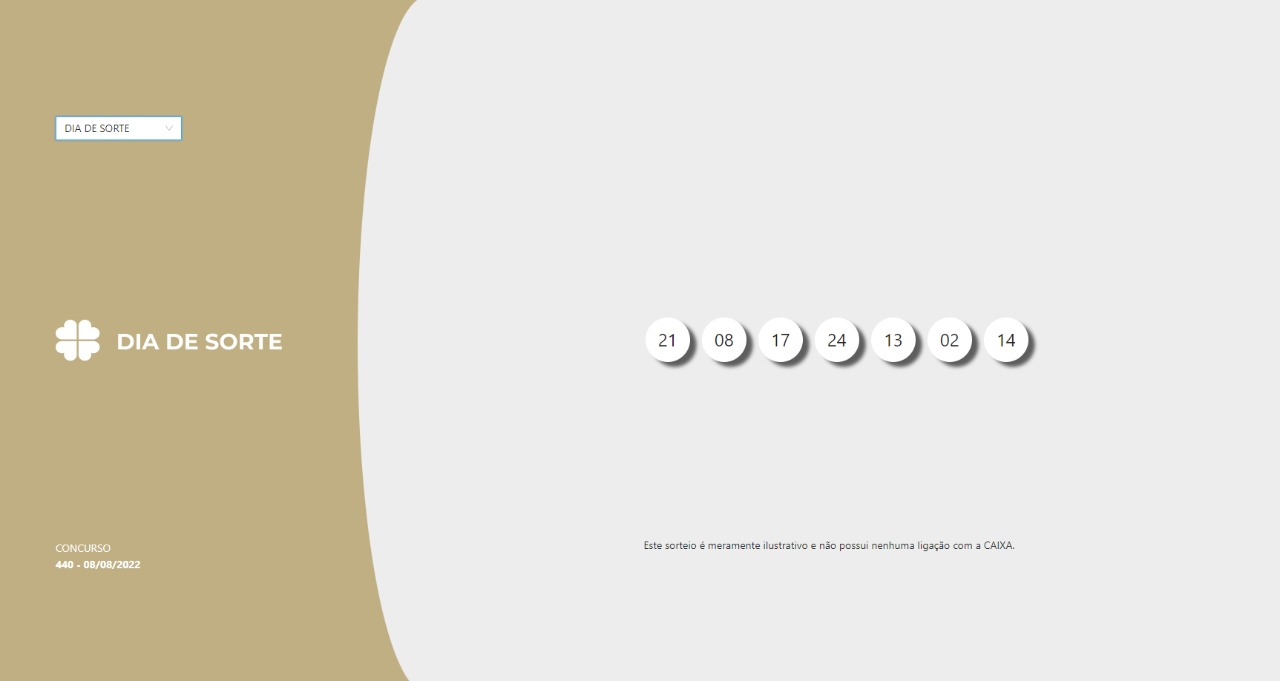 DIA DE SORTE
DIA DE SORTE
21 08 17 24 13 02 14
CONCURSO
440 - 08/08/2022
Este sorteio é meramente ilustrativo e não possui nenhuma ligação com a CAIXA.